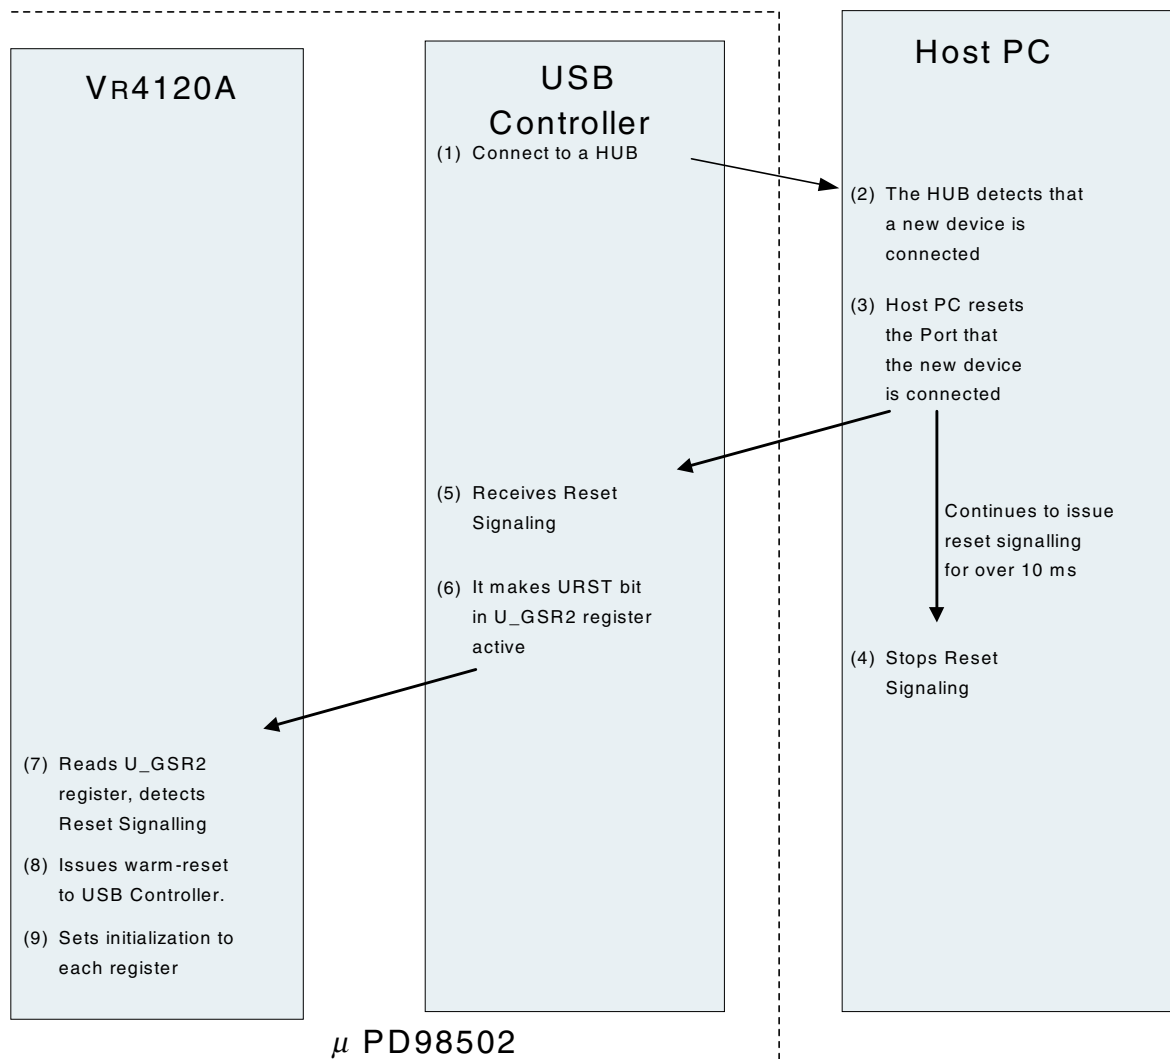 VR4120A
USB
Controller
Host PC
(1) Connect to a HUB
(2) The HUB detects that
a new device is
connected
(3) Host PC resets
the Port that
the new device
is connected
(5) Receives Reset
Signaling
Continues to issue
reset signalling
for over 10 ms
(6) It makes URST bit
in U_GSR2 register
active
(4) Stops Reset
Signaling
(7) Reads U_GSR2
register, detects
Reset Signalling
(8) Issues warm-reset
to USB Controller.
(9) Sets initialization to
each register
μ PD98502